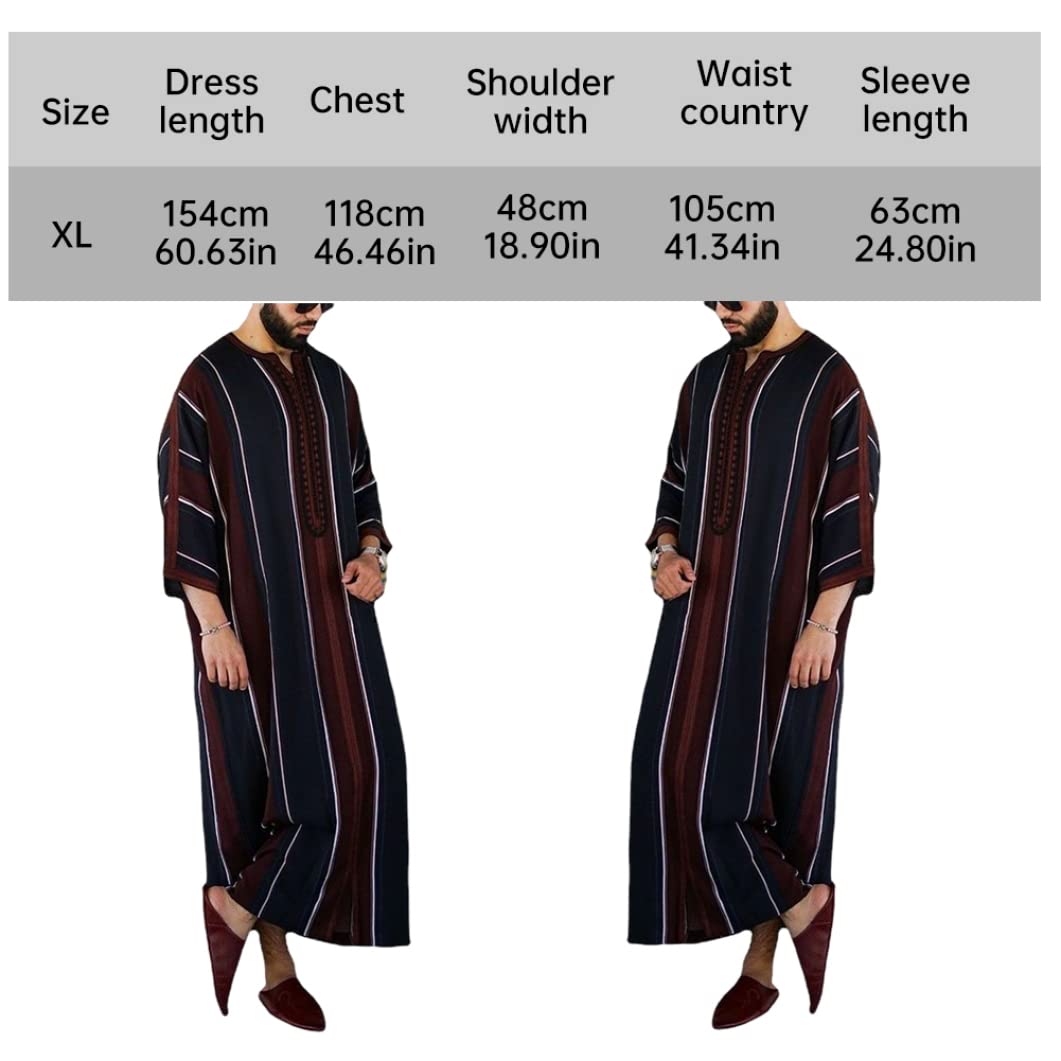 Size
Dress
length
Chest
Shoulder
width
Waist
country
Sleeve
length
XL
154cm
60.63in
118cm
46.46in
48cm
18.90in
105cm
41.34in
63cm
24.80in